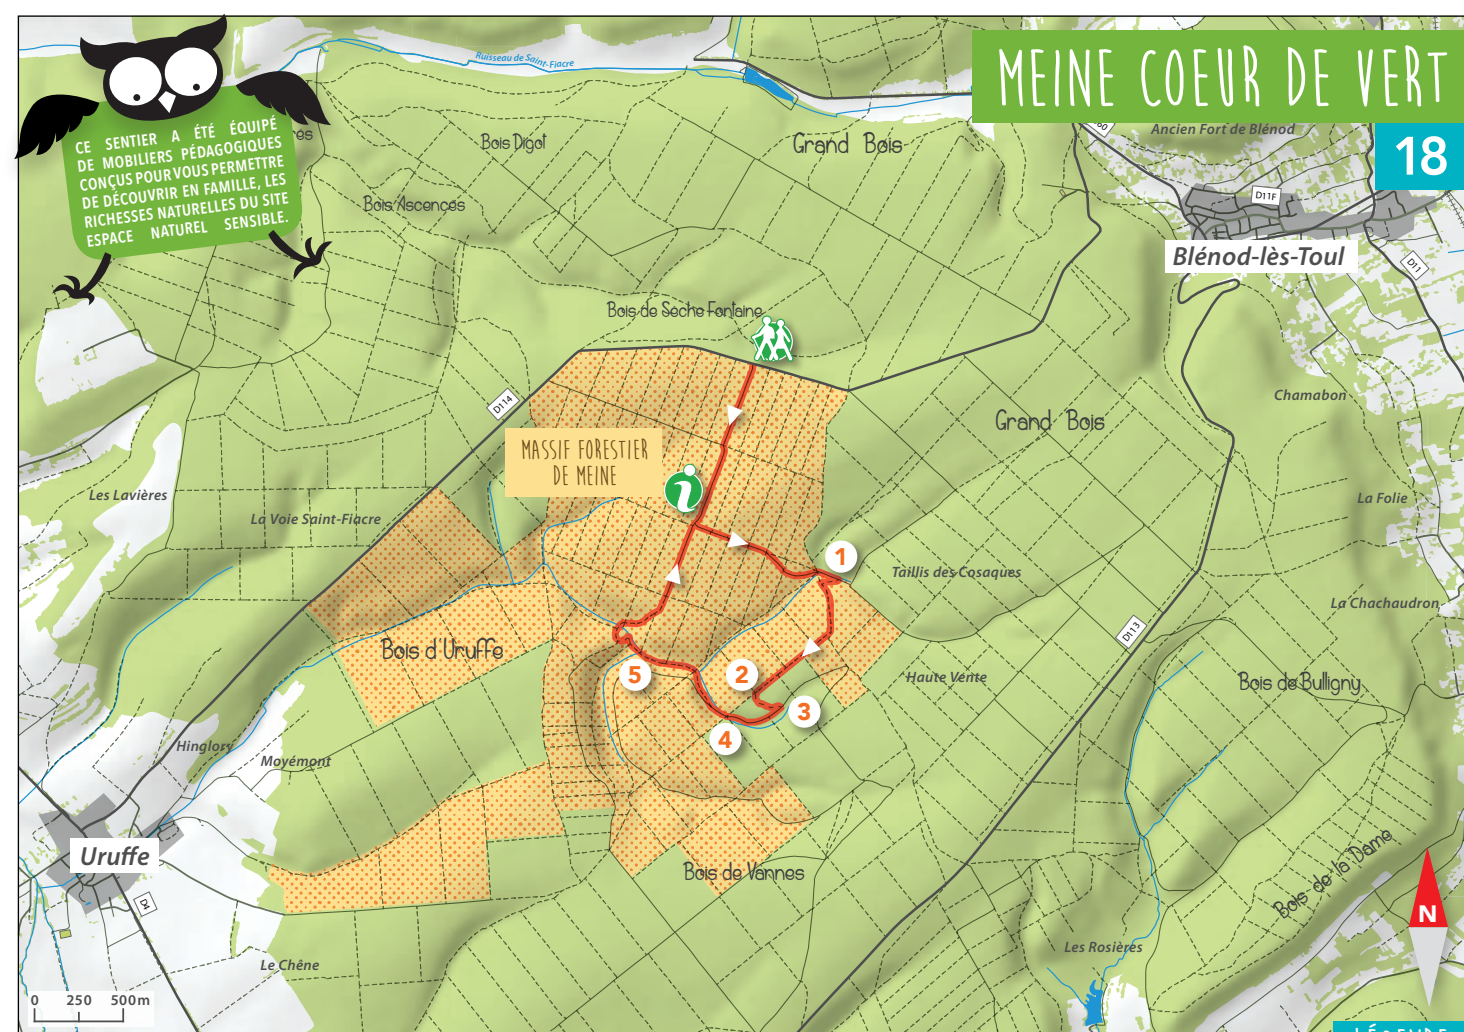 MEINE COEUR DE VERT
18
CE SENTIER A ÉTÉ ÉQUIPÉ
DE MOBILIERS PÉDAGOGIQUES
CONÇUS POUR VOUS PERMETTRE
DE DÉCOUVRIR EN FAMILLE, LES
RICHESSES NATURELLES DU SITE
ESPACE NATUREL SENSIBLE.
Ruisseau de Saint-Fiacre
Bois Digot
Grand Bois
Ancien Fort de Blénod
D11F
Bois Ascences
Blénod-lès-Toul
D11
Bois de Seche Fontaine
D114
Chamabon
Grand Bois
MASSIF FORESTIER
DE MEINE
Les Lavières
La Voie Saint-Fiacre
La Folie
1
Taillis des Cosaques
La Chachaudron
D113
Bois d'Uruffe
5
2
Haute Vente
Bois de Bulligny
3
4
Hinglory
Moyémont
Uruffe
Bois de Vannes
Bois de la Dame
D4
N
Les Rosières
Le Chêne
0 250 500m